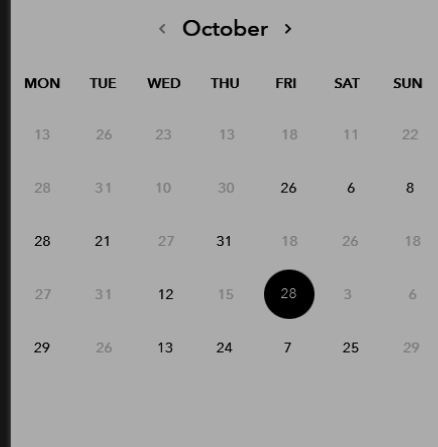 ‹ October ›
MON TUE WED THU FRI SAT SUN
13 26 23 13 18 11 22
28 31 10 30 26 6 8
28 21 27 31 18 26 18
27 31 12 15 28 3 6
29 26 13 24 7 25 29